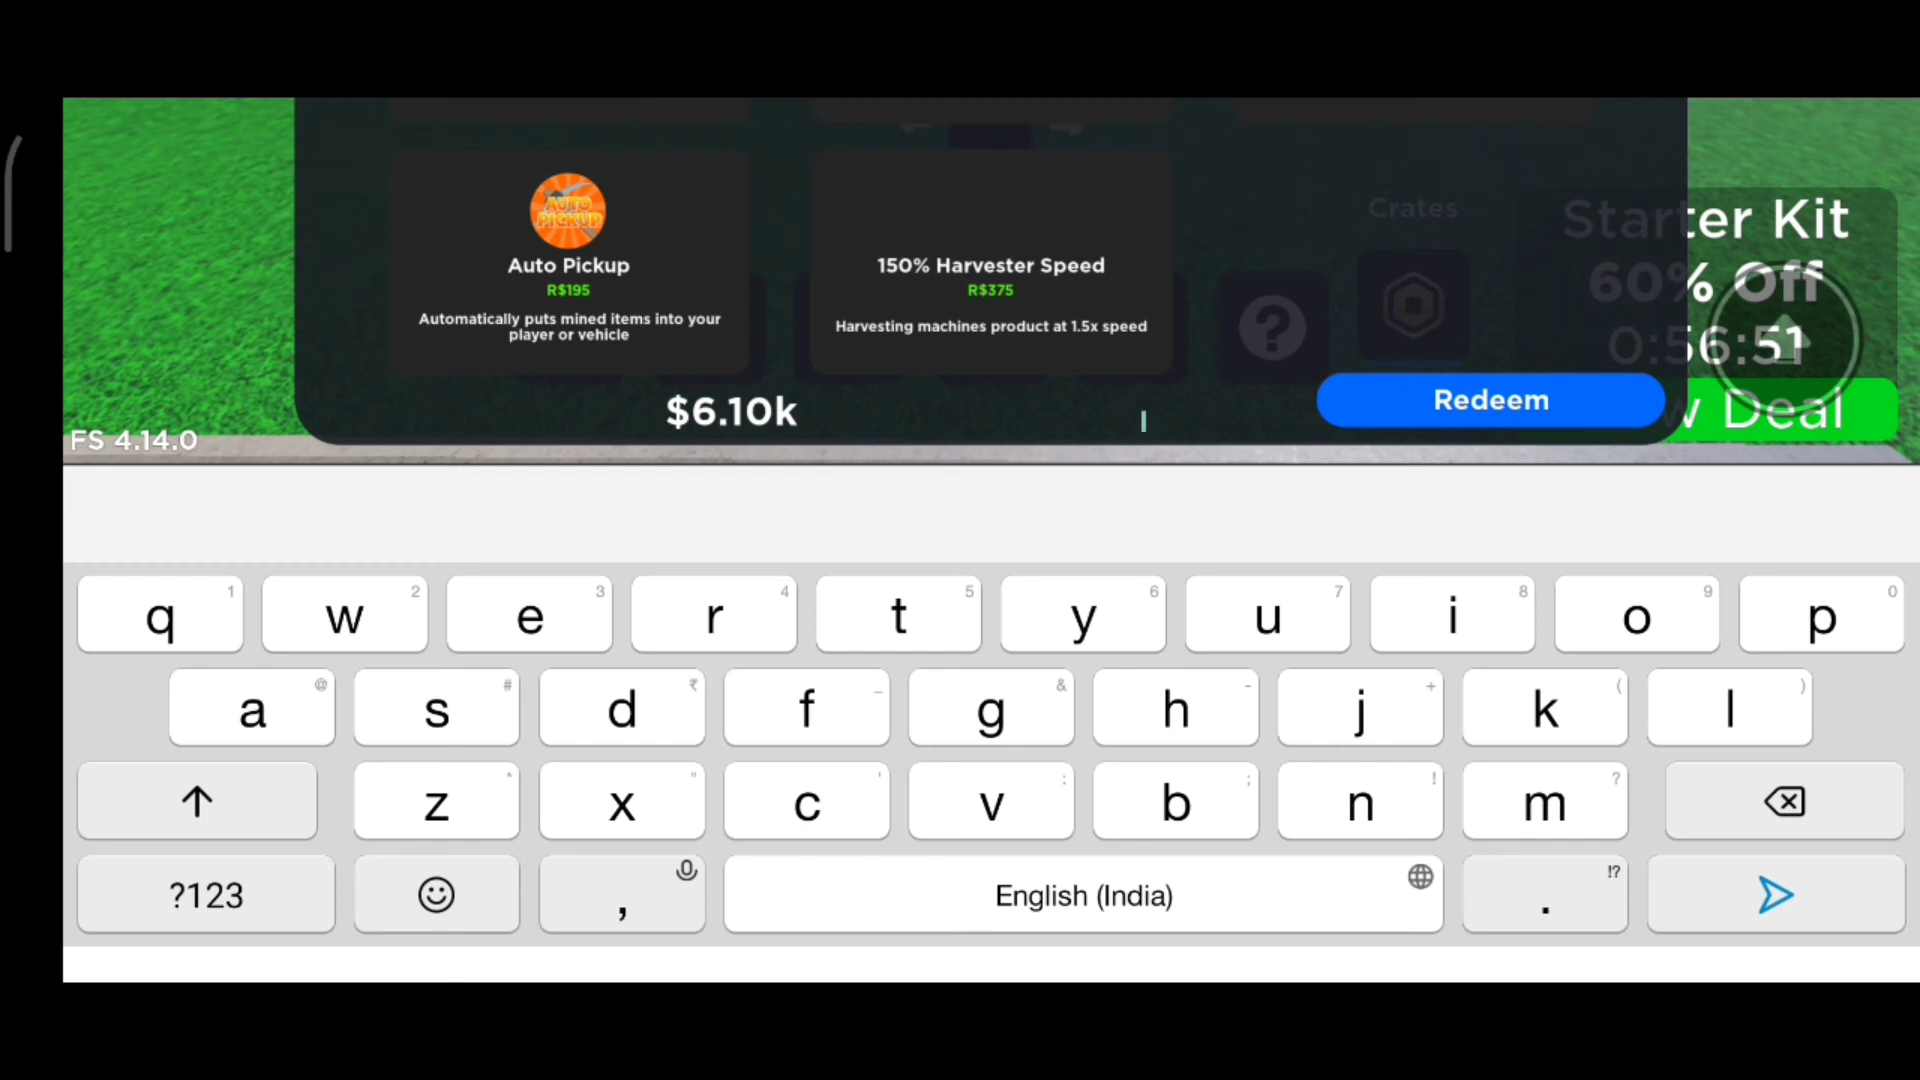 Crates
Starter Kit
60% Off
0:56:51
w Deal
AUTO
PICKUP
Auto Pickup
R$195
Automatically puts mined items into your
player or vehicle
150% Harvester Speed
R$375
Harvesting machines product at 1.5x speed
?
$6.10k
Redeem
FS 4.14.0
q 1 w 2 e 3 r 4 t 5 y 6 u 7 i 8 o 9 p 0
a @ s # d ₹ f _ g & h - j + k ( l )
z * x " c ' v : b ; n ! m ?
?123 , English (India) . !?